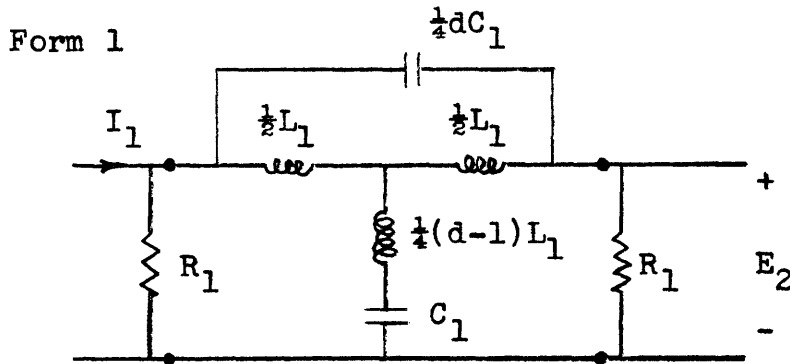 Form 1
¼dC₁
I₁
½L₁
½L₁
¼(d-1)L₁
R₁
R₁
C₁
+
E₂
-